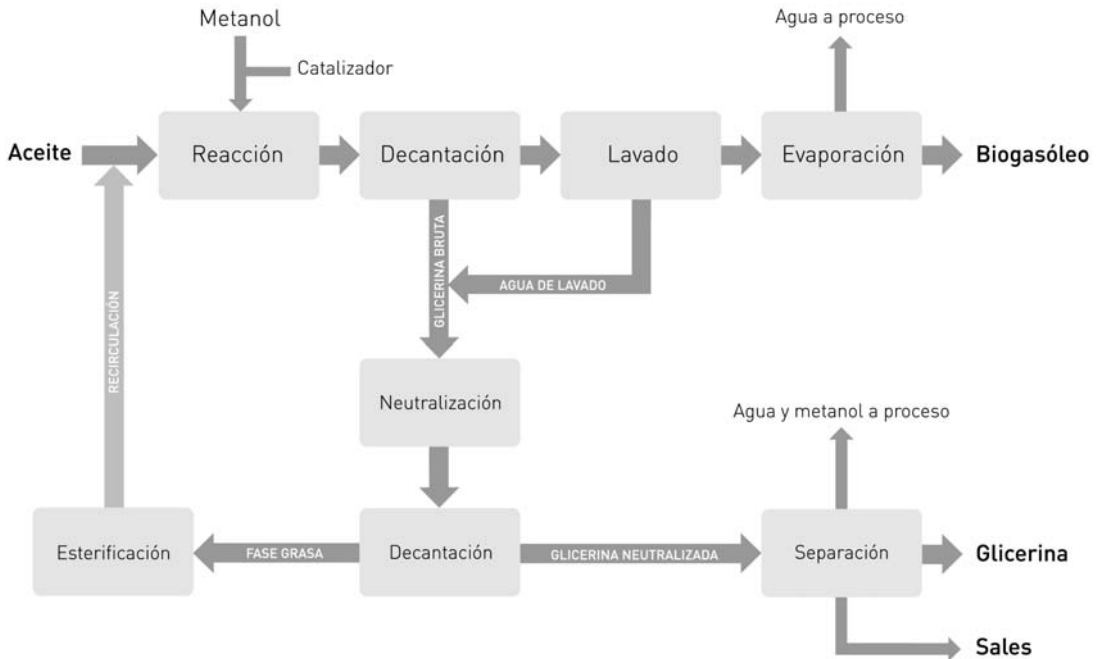 Metanol
Agua a proceso
Catalizador
Aceite
Reacción
Decantación
Lavado
Evaporación
Biogasóleo
GLICERINA BRUTA
AGUA DE LAVADO
RECIRCULACIÓN
Neutralización
Agua y metanol a proceso
Esterificación
FASE GRASA
Decantación
GLICERINA NEUTRALIZADA
Separación
Glicerina
Sales